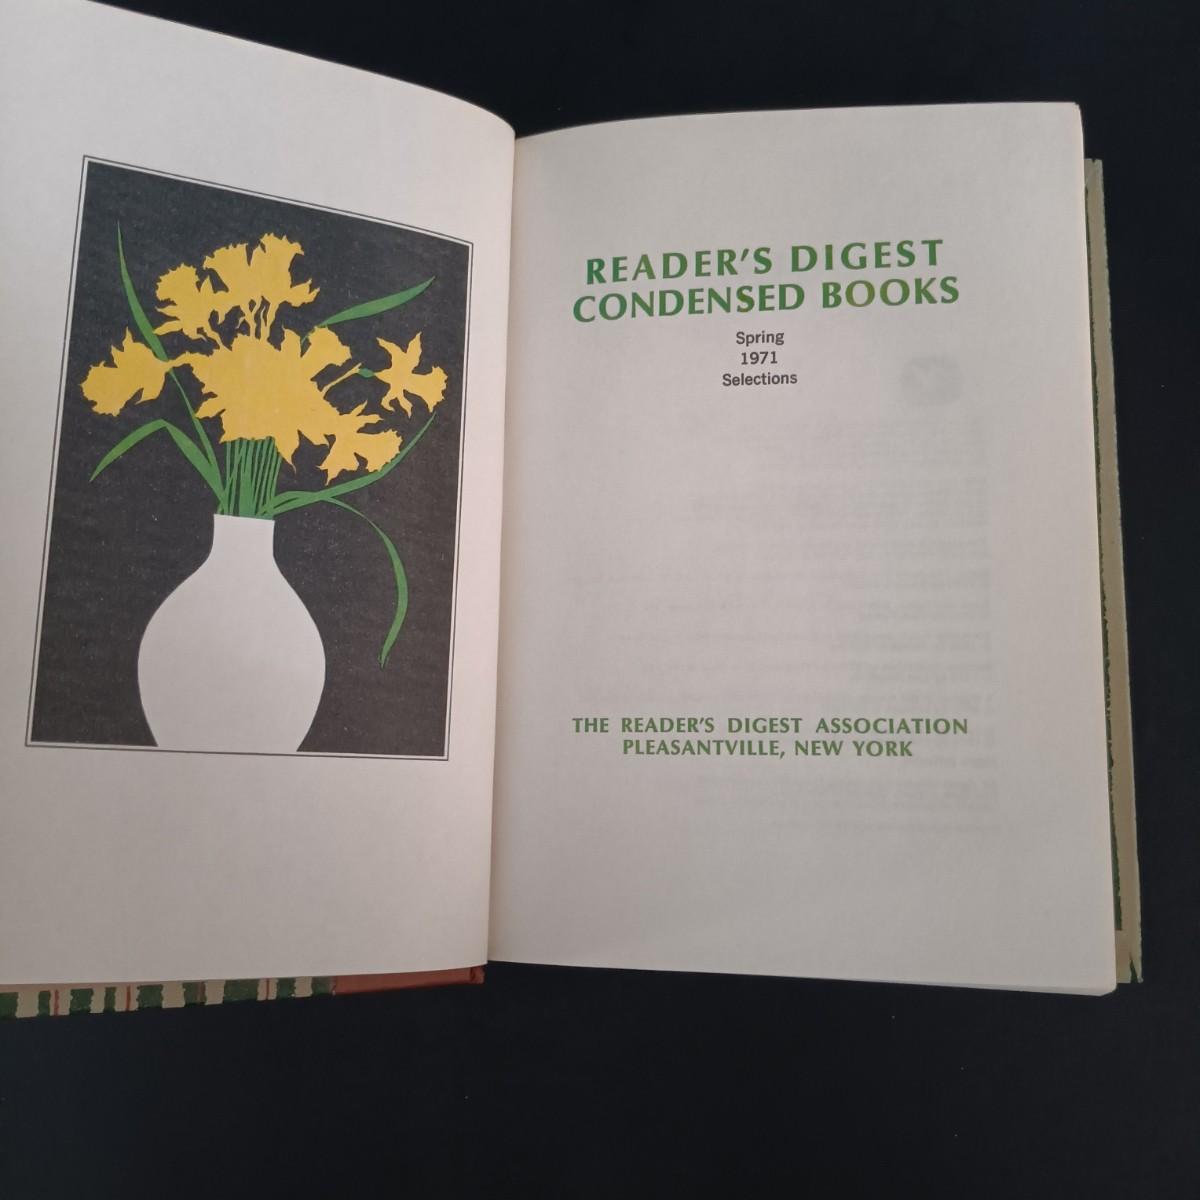 READER'S DIGEST
CONDENSED BOOKS
Spring
1971
Selections
THE READER'S DIGEST ASSOCIATION
PLEASANTVILLE, NEW YORK